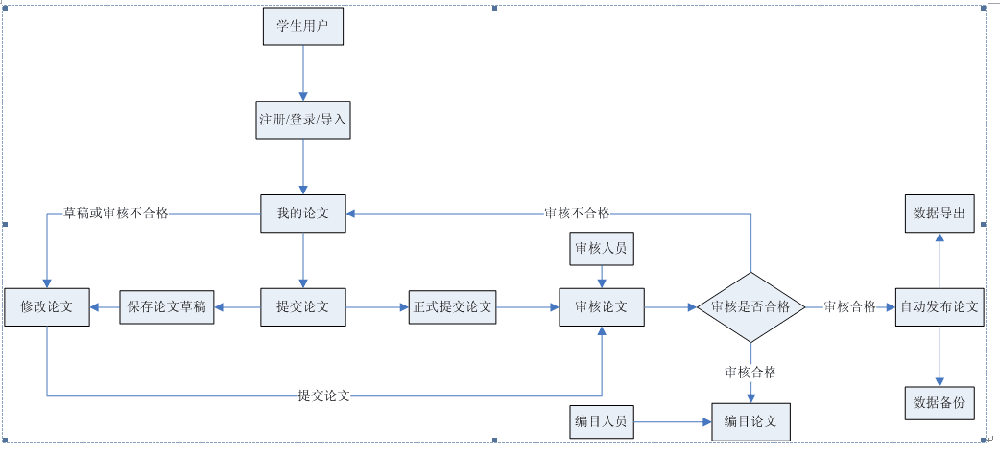 学生用户
注册/登录/导入
草稿或审核不合格
我的论文
审核不合格
数据导出
审核人员
修改论文
保存论文草稿
提交论文
正式提交论文
审核论文
审核是否合格
审核合格
自动发布论文
审核合格
提交论文
数据备份
编目人员
编目论文